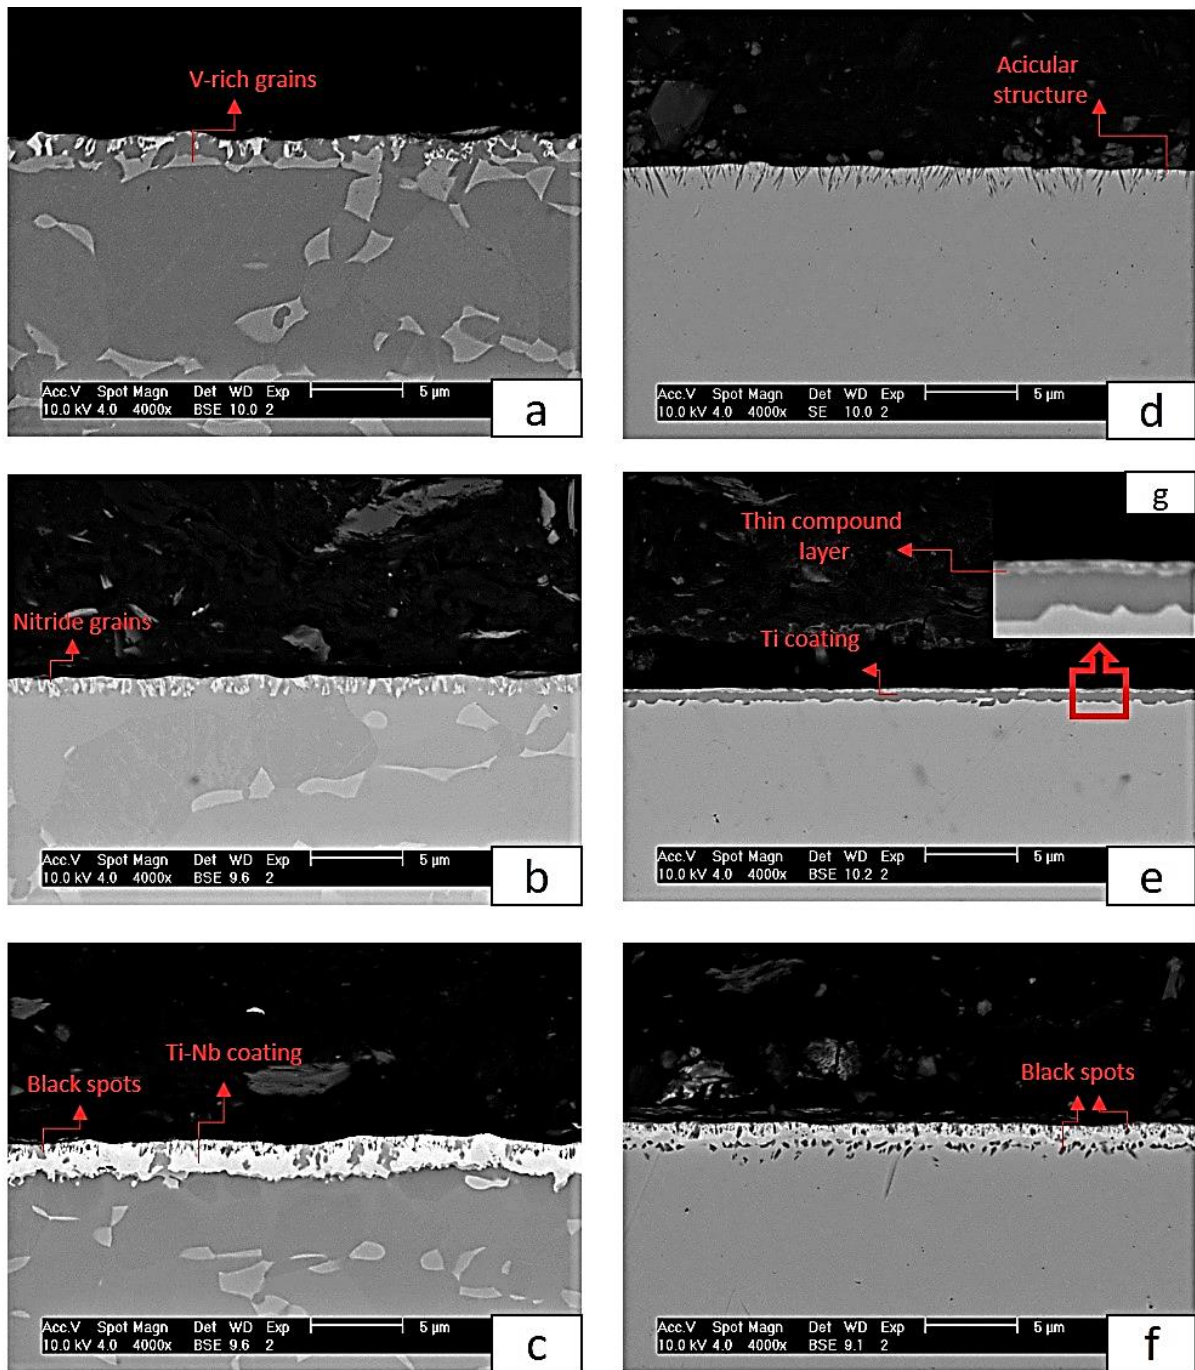 V-rich grains
Acc.V Spot Magn Det WD Exp
10.0 kV 4.0 4000x BSE 10.0 2
5 µm
a
Acicular
structure
Acc.V Spot Magn Det WD Exp
10.0 kV 4.0 4000x SE 10.0 2
5 µm
d
Nitride grains
Acc.V Spot Magn Det WD Exp
10.0 kV 4.0 4000x BSE 9.6 2
5 µm
b
g
Thin compound
layer
Ti coating
Acc.V Spot Magn Det WD Exp
10.0 kV 4.0 4000x BSE 10.2 2
5 µm
e
Ti-Nb coating
Black spots
Acc.V Spot Magn Det WD Exp
10.0 kV 4.0 4000x BSE 9.6 2
5 µm
c
Black spots
Acc.V Spot Magn Det WD Exp
10.0 kV 4.0 4000x BSE 9.1 2
5 µm
f